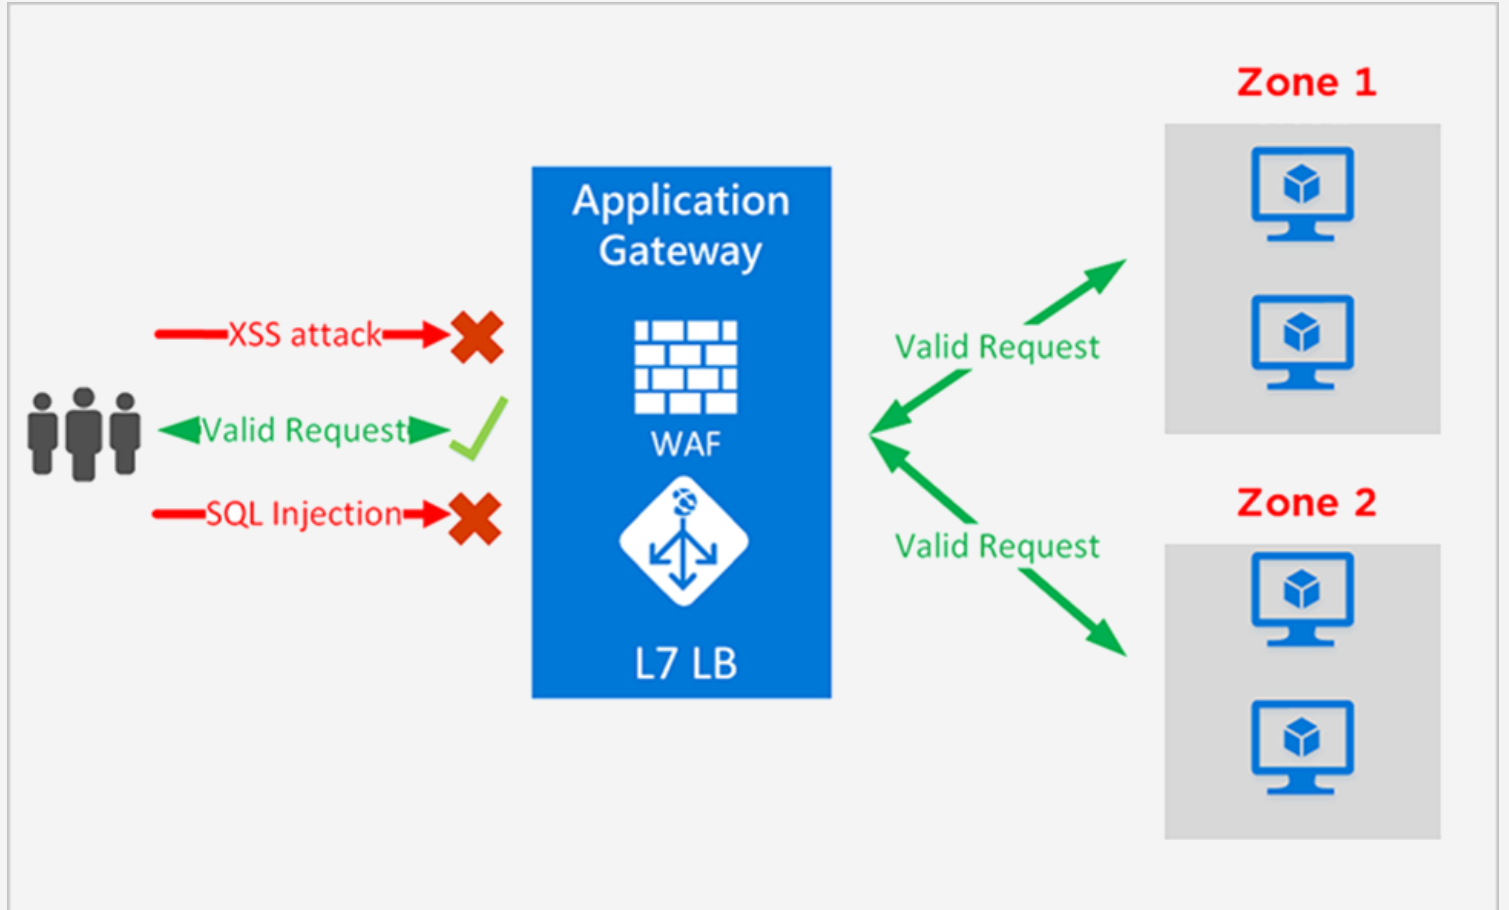 Zone 1
Application
Gateway
XSS attack
Valid Request
Valid Request
WAF
SQL Injection
Zone 2
Valid Request
L7 LB